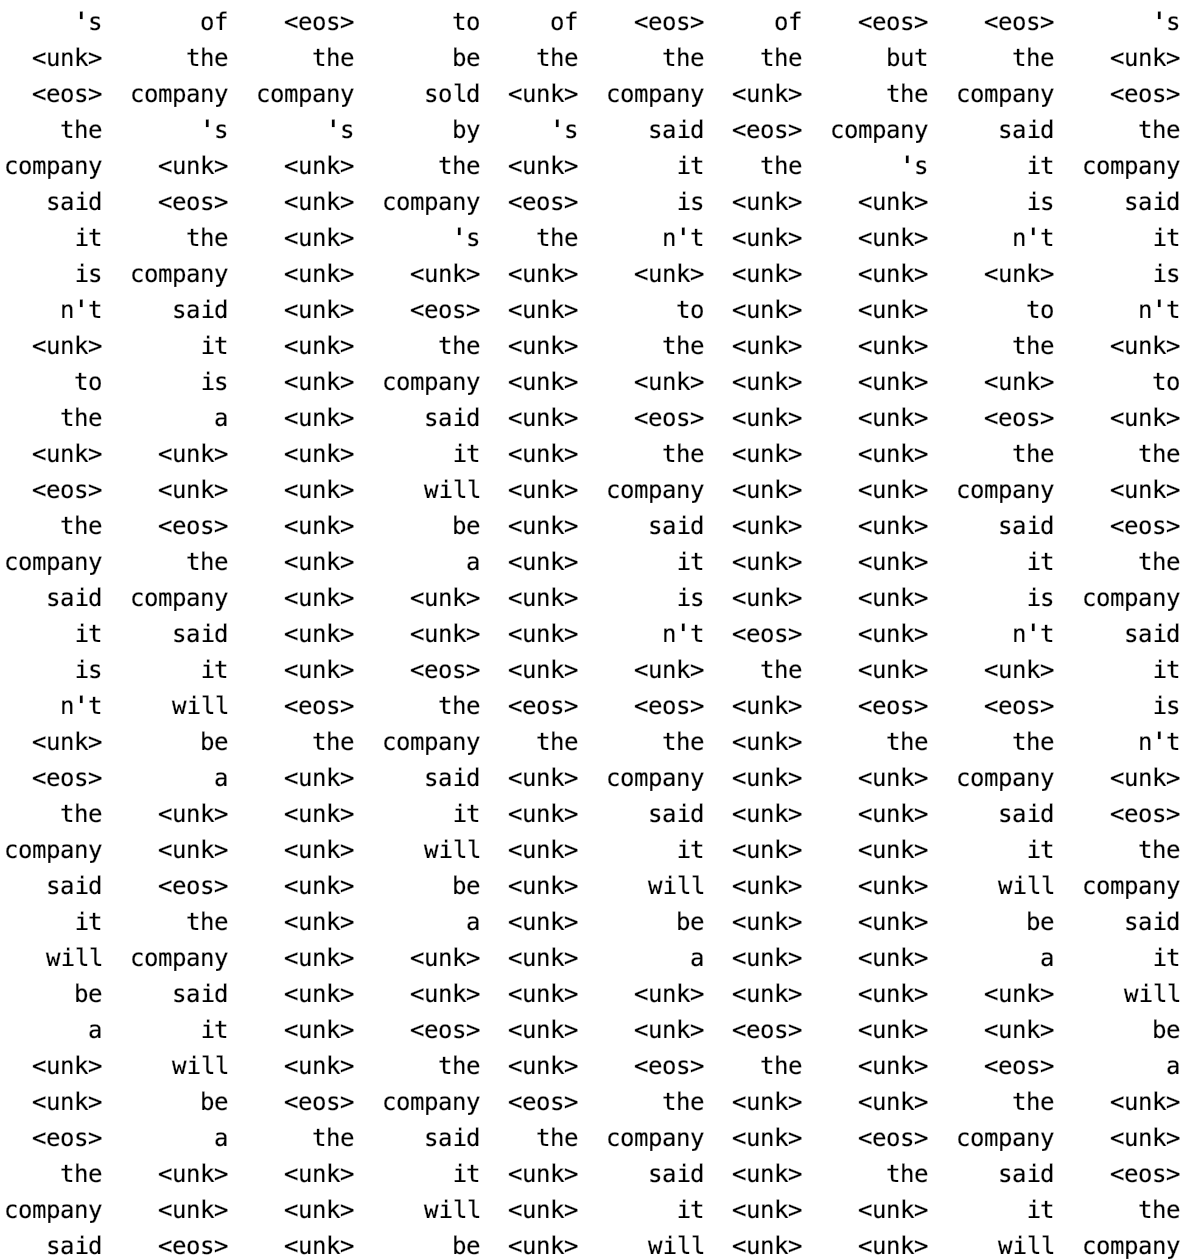 's of <eos> to of <eos> of <eos> <eos> 's
<unk> the the be the the the but the <unk>
<eos> company company sold <unk> company <unk> the company <eos>
the 's 's by 's said <eos> company said the
company <unk> <unk> the <unk> it the 's it company
said <eos> <unk> company <eos> is <unk> <unk> is said
it the <unk> 's the n't <unk> <unk> n't it
is company <unk> <unk> <unk> <unk> <unk> <unk> <unk> is
n't said <unk> <eos> <unk> to <unk> <unk> to n't
<unk> it <unk> the <unk> the <unk> <unk> the <unk>
to is <unk> company <unk> <unk> <unk> <unk> <unk> to
the a <unk> said <unk> <eos> <unk> <unk> <eos> <unk>
<unk> <unk> <unk> it <unk> the <unk> <unk> the the
<eos> <unk> <unk> will <unk> company <unk> <unk> company <unk>
the <eos> <unk> be <unk> said <unk> <unk> said <eos>
company the <unk> a <unk> it <unk> <unk> it the
said company <unk> <unk> <unk> is <unk> <unk> is company
it said <unk> <unk> <unk> n't <eos> <unk> n't said
is it <unk> <eos> <unk> <unk> the <unk> <unk> it
n't will <eos> the <eos> <eos> <unk> <eos> <eos> is
<unk> be the company the the <unk> the the n't
<eos> a <unk> said <unk> company <unk> <unk> company <unk>
the <unk> <unk> it <unk> said <unk> <unk> said <eos>
company <unk> <unk> will <unk> it <unk> <unk> it the
said <eos> <unk> be <unk> will <unk> <unk> will company
it the <unk> a <unk> be <unk> <unk> be said
will company <unk> <unk> <unk> a <unk> <unk> a it
be said <unk> <unk> <unk> <unk> <unk> <unk> <unk> will
a it <unk> <eos> <unk> <unk> <eos> <unk> <unk> be
<unk> will <unk> the <unk> <eos> the <unk> <eos> a
<unk> be <eos> company <eos> the <unk> <unk> the <unk>
<eos> a the said the company <unk> <eos> company <unk>
the <unk> <unk> it <unk> said <unk> the said <eos>
company <unk> <unk> will <unk> it <unk> <unk> it the
said <eos> <unk> be <unk> will <unk> <unk> will company